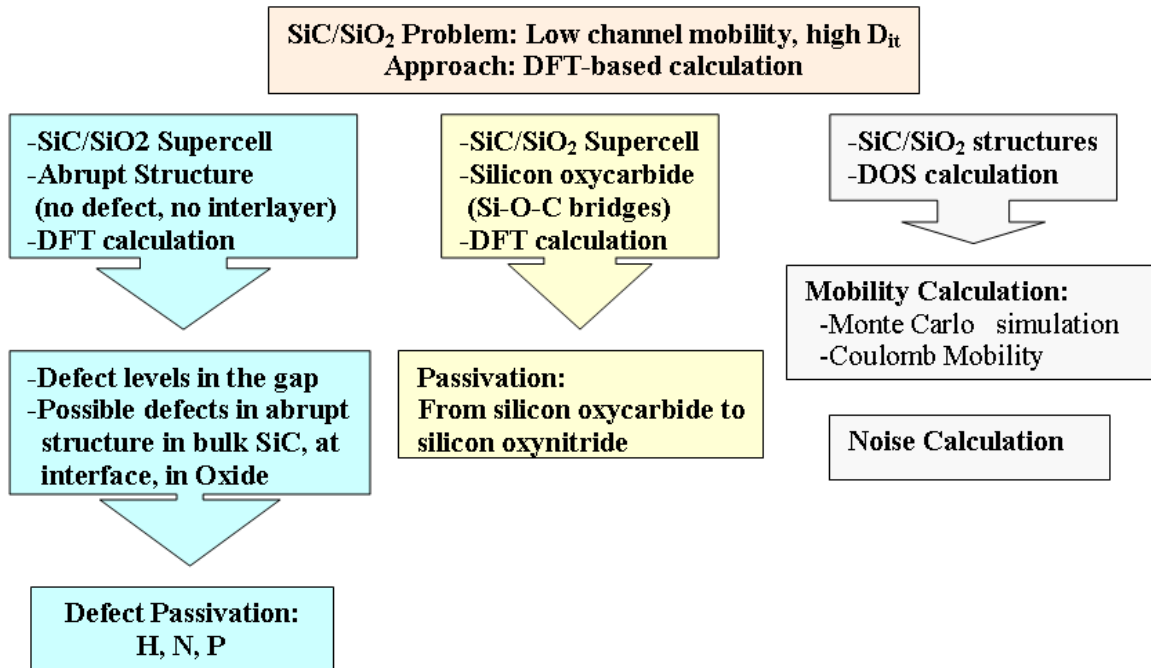 SiC/SiO₂ Problem: Low channel mobility, high Dᵢₜ
Approach: DFT-based calculation
-SiC/SiO2 Supercell
-Abrupt Structure
(no defect, no interlayer)
-DFT calculation
-Defect levels in the gap
-Possible defects in abrupt
structure in bulk SiC, at
interface, in Oxide
Defect Passivation:
H, N, P
-SiC/SiO₂ Supercell
-Silicon oxycarbide
(Si-O-C bridges)
-DFT calculation
Passivation:
From silicon oxycarbide to
silicon oxynitride
-SiC/SiO₂ structures
-DOS calculation
Mobility Calculation:
-Monte Carlo simulation
-Coulomb Mobility
Noise Calculation